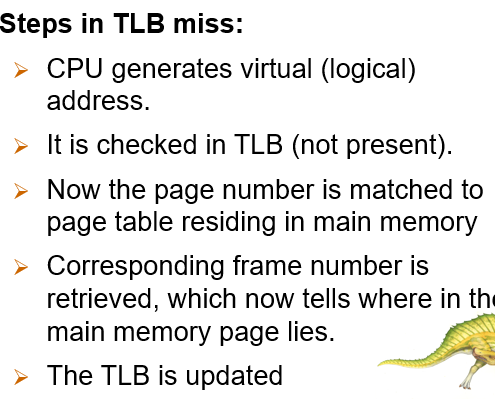 Steps in TLB miss:
CPU generates virtual (logical)
address.
It is checked in TLB (not present).
Now the page number is matched to
page table residing in main memory
Corresponding frame number is
retrieved, which now tells where in the
main memory page lies.
The TLB is updated